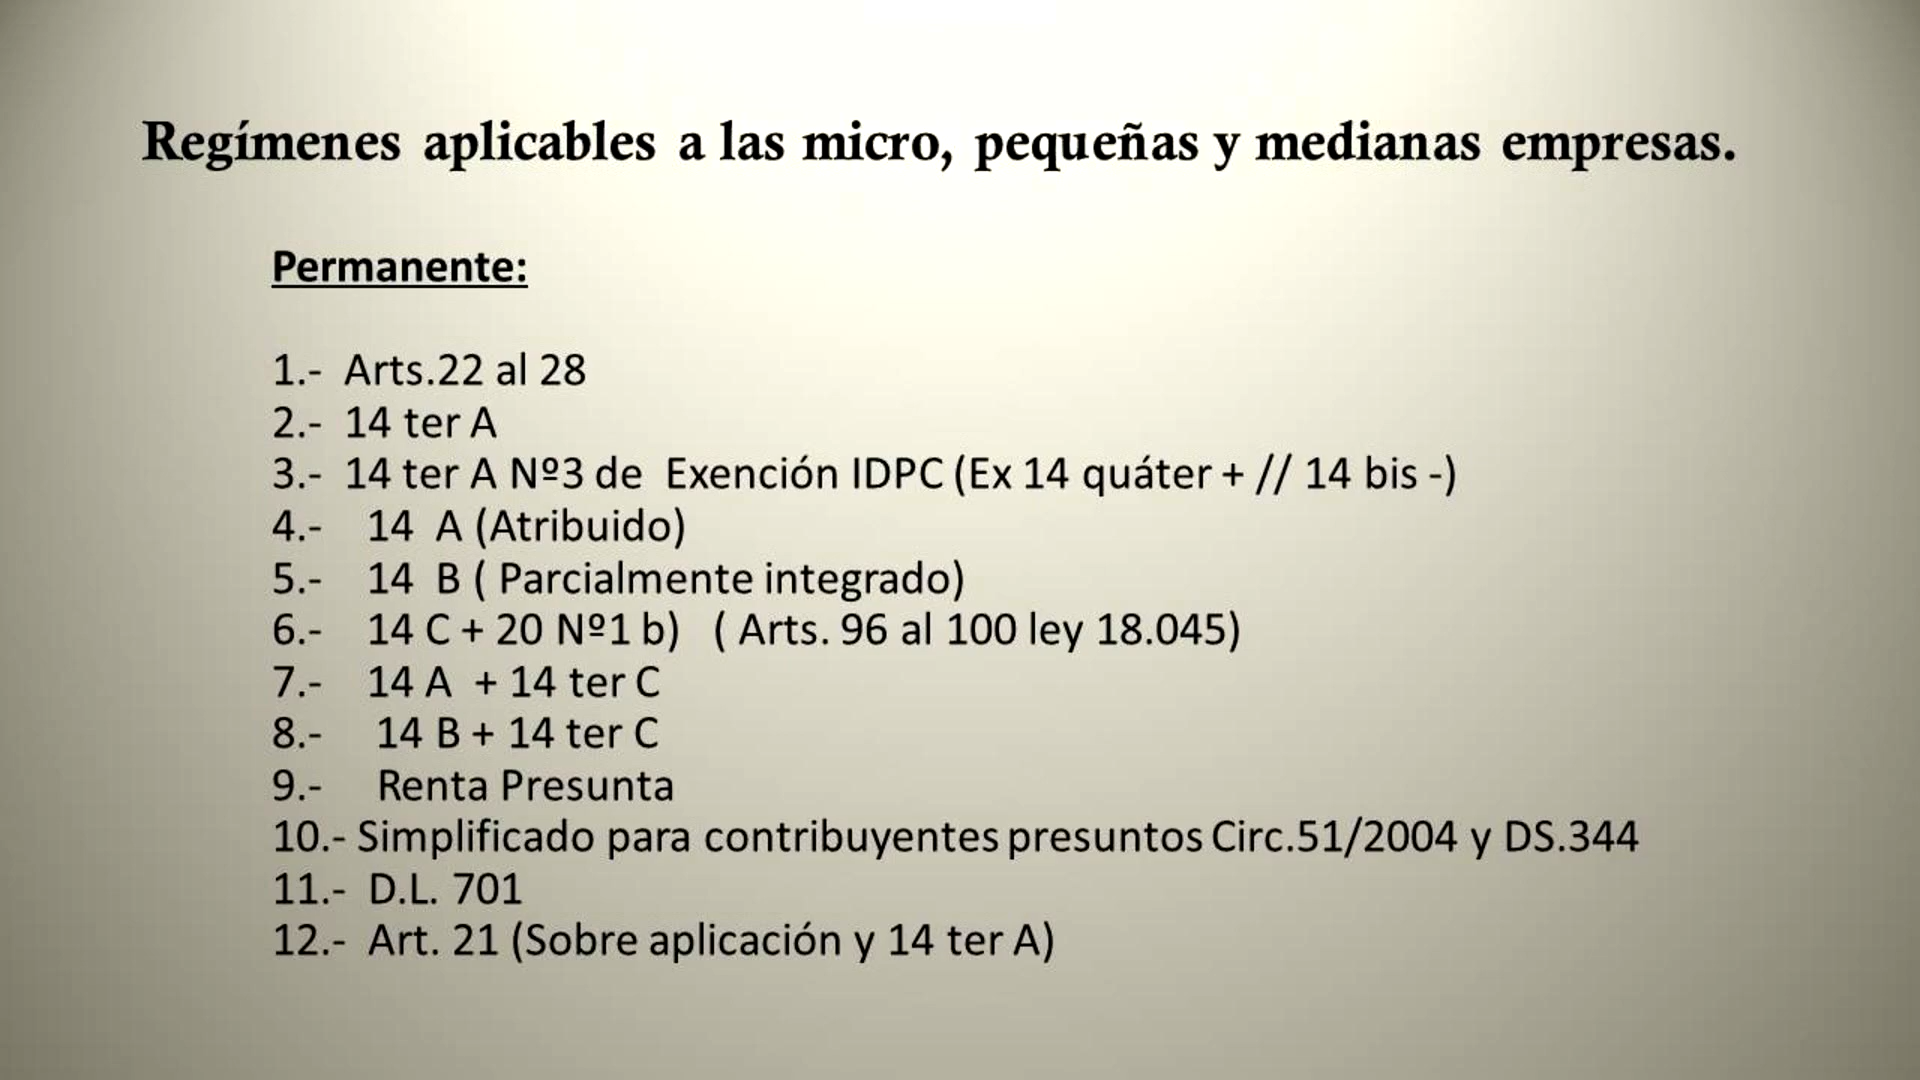 Regímenes aplicables a las micro, pequeñas y medianas empresas.
Permanente:
1.- Arts.22 al 28
2.- 14 ter A
3.- 14 ter A Nº3 de Exención IDPC (Ex 14 quáter + // 14 bis -)
4.- 14 A (Atribuido)
5.- 14 B ( Parcialmente integrado)
6.- 14 C + 20 Nº1 b) ( Arts. 96 al 100 ley 18.045)
7.- 14 A + 14 ter C
8.- 14 B + 14 ter C
9.- Renta Presunta
10.- Simplificado para contribuyentes presuntos Circ.51/2004 y DS.344
11.- D.L. 701
12.- Art. 21 (Sobre aplicación y 14 ter A)